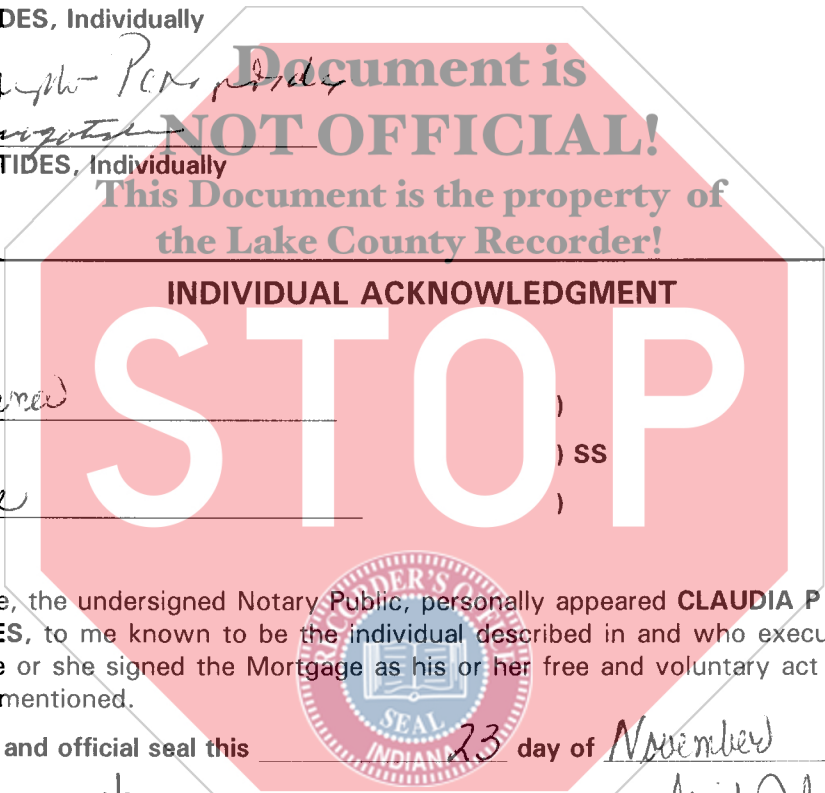 DES, Individually
Document is
NOT OFFICIAL!
TIDES, Individually
This Document is the property of
the Lake County Recorder!
INDIVIDUAL ACKNOWLEDGMENT
STOP
)
) SS
)
RECORDER'S OFFICE
e, the undersigned Notary Public, personally appeared CLAUDIA P
ES, to me known to be the individual described in and who execu
e or she signed the Mortgage as his or her free and voluntary act
mentioned.
SEAL
INDIANA
and official seal this 23 day of November